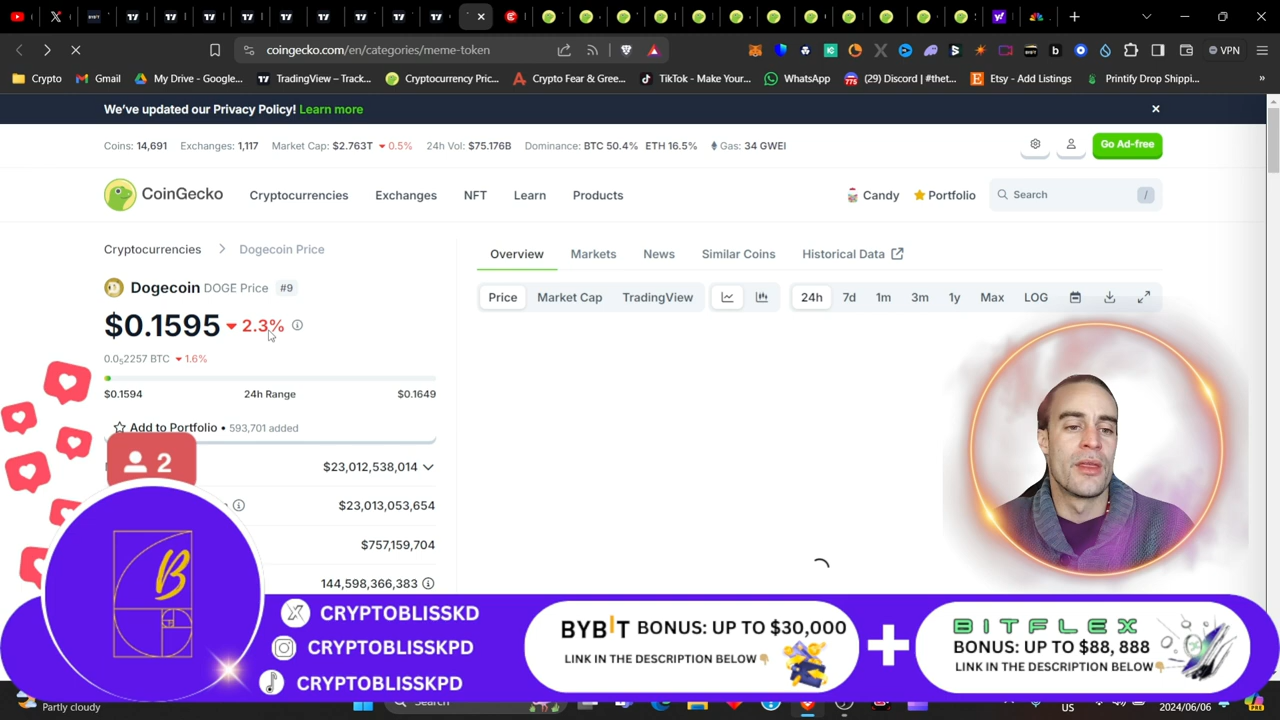 coingecko.com/en/categories/meme-token
VPN
Crypto
Gmail
My Drive - Google...
TradingView – Track...
Cryptocurrency Pric...
Crypto Fear & Gree...
TikTok - Make Your...
WhatsApp
(29) Discord | #thet...
Etsy - Add Listings
Printify Drop Shippi...
We've updated our Privacy Policy! Learn more
Coins: 14,691 Exchanges: 1,117 Market Cap: $2.763T 0.5% 24h Vol: $75.176B Dominance: BTC 50.4% ETH 16.5% Gas: 34 GWEI
Go Ad-free
CoinGecko
Cryptocurrencies Exchanges NFT Learn Products
Candy Portfolio Search /
Cryptocurrencies > Dogecoin Price
Overview Markets News Similar Coins Historical Data
Dogecoin DOGE Price #9
Price Market Cap TradingView 24h 7d 1m 3m 1y Max LOG
$0.1595 2.3%
0.0₅2257 BTC 1.6%
$0.1594 24h Range $0.1649
Add to Portfolio • 593,701 added
2
$23,012,538,014
$23,013,053,654
$757,159,704
144,598,366,383
B
CRYPTOBLISSKD
CRYPTOBLISSKPD
CRYPTOBLISSKPD
BYBIT BONUS: UP TO $30,000
LINK IN THE DESCRIPTION BELOW
+
BITFLEX
BONUS: UP TO $88, 888
LINK IN THE DESCRIPTION BELOW
Partly cloudy
Search
US
2024/06/06